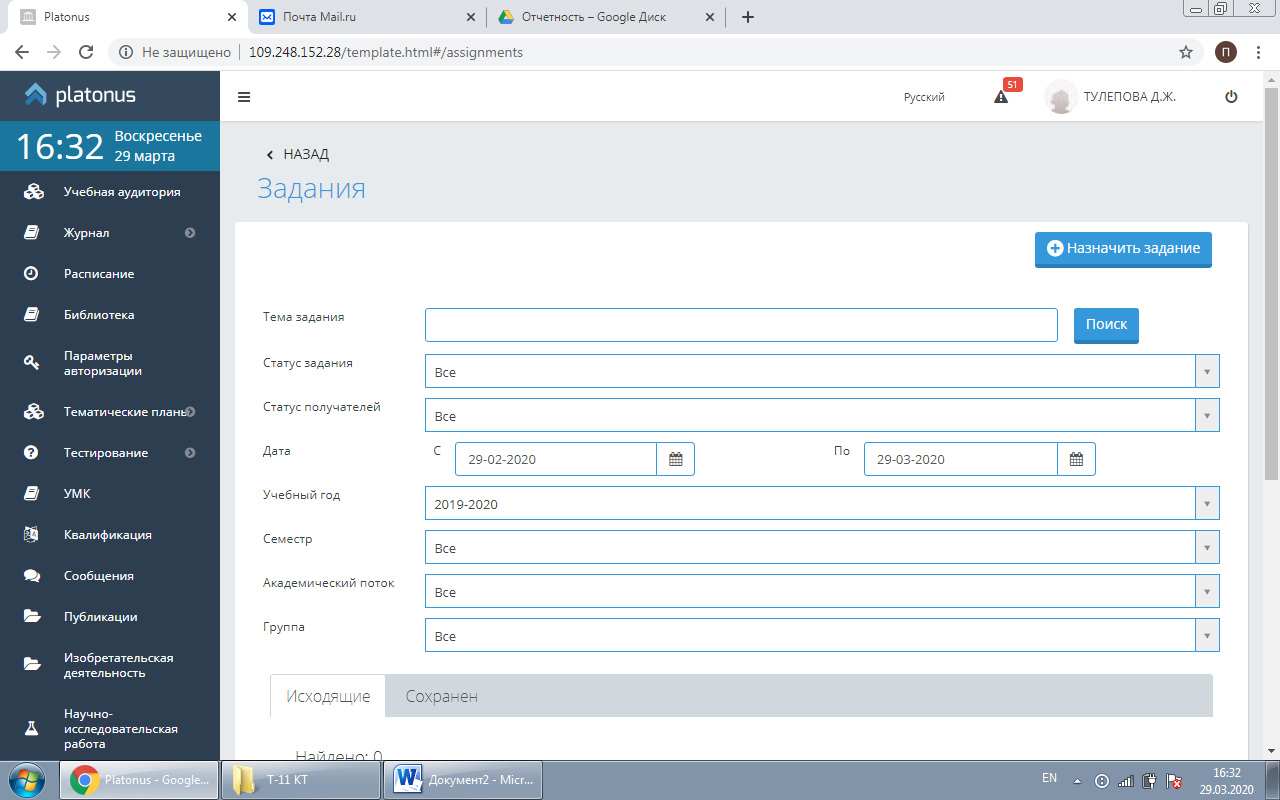 Platonus
Почта Mail.ru
Отчетность – Google Диск
Не защищено
109.248.152.28/template.html#/assignments
П
platonus
Русский
51
ТУЛЕПОВА Д.Ж.
16:32
Воскресенье
29 марта
НАЗАД
Задания
Учебная аудитория
Журнал
Расписание
Библиотека
Параметры
авторизации
Тематические планы
Тестирование
УМК
Квалификация
Сообщения
Публикации
Изобретательская
деятельность
Научно-
исследовательская
работа
Назначить задание
Тема задания
Поиск
Статус задания
Все
Статус получателей
Все
Дата
С
29-02-2020
По
29-03-2020
Учебный год
2019-2020
Семестр
Все
Академический поток
Все
Группа
Все
Исходящие
Сохранен
Найдено: 0
Platonus - Google...
Т-11 КТ
Документ2 - Micr...
EN
16:32
29.03.2020